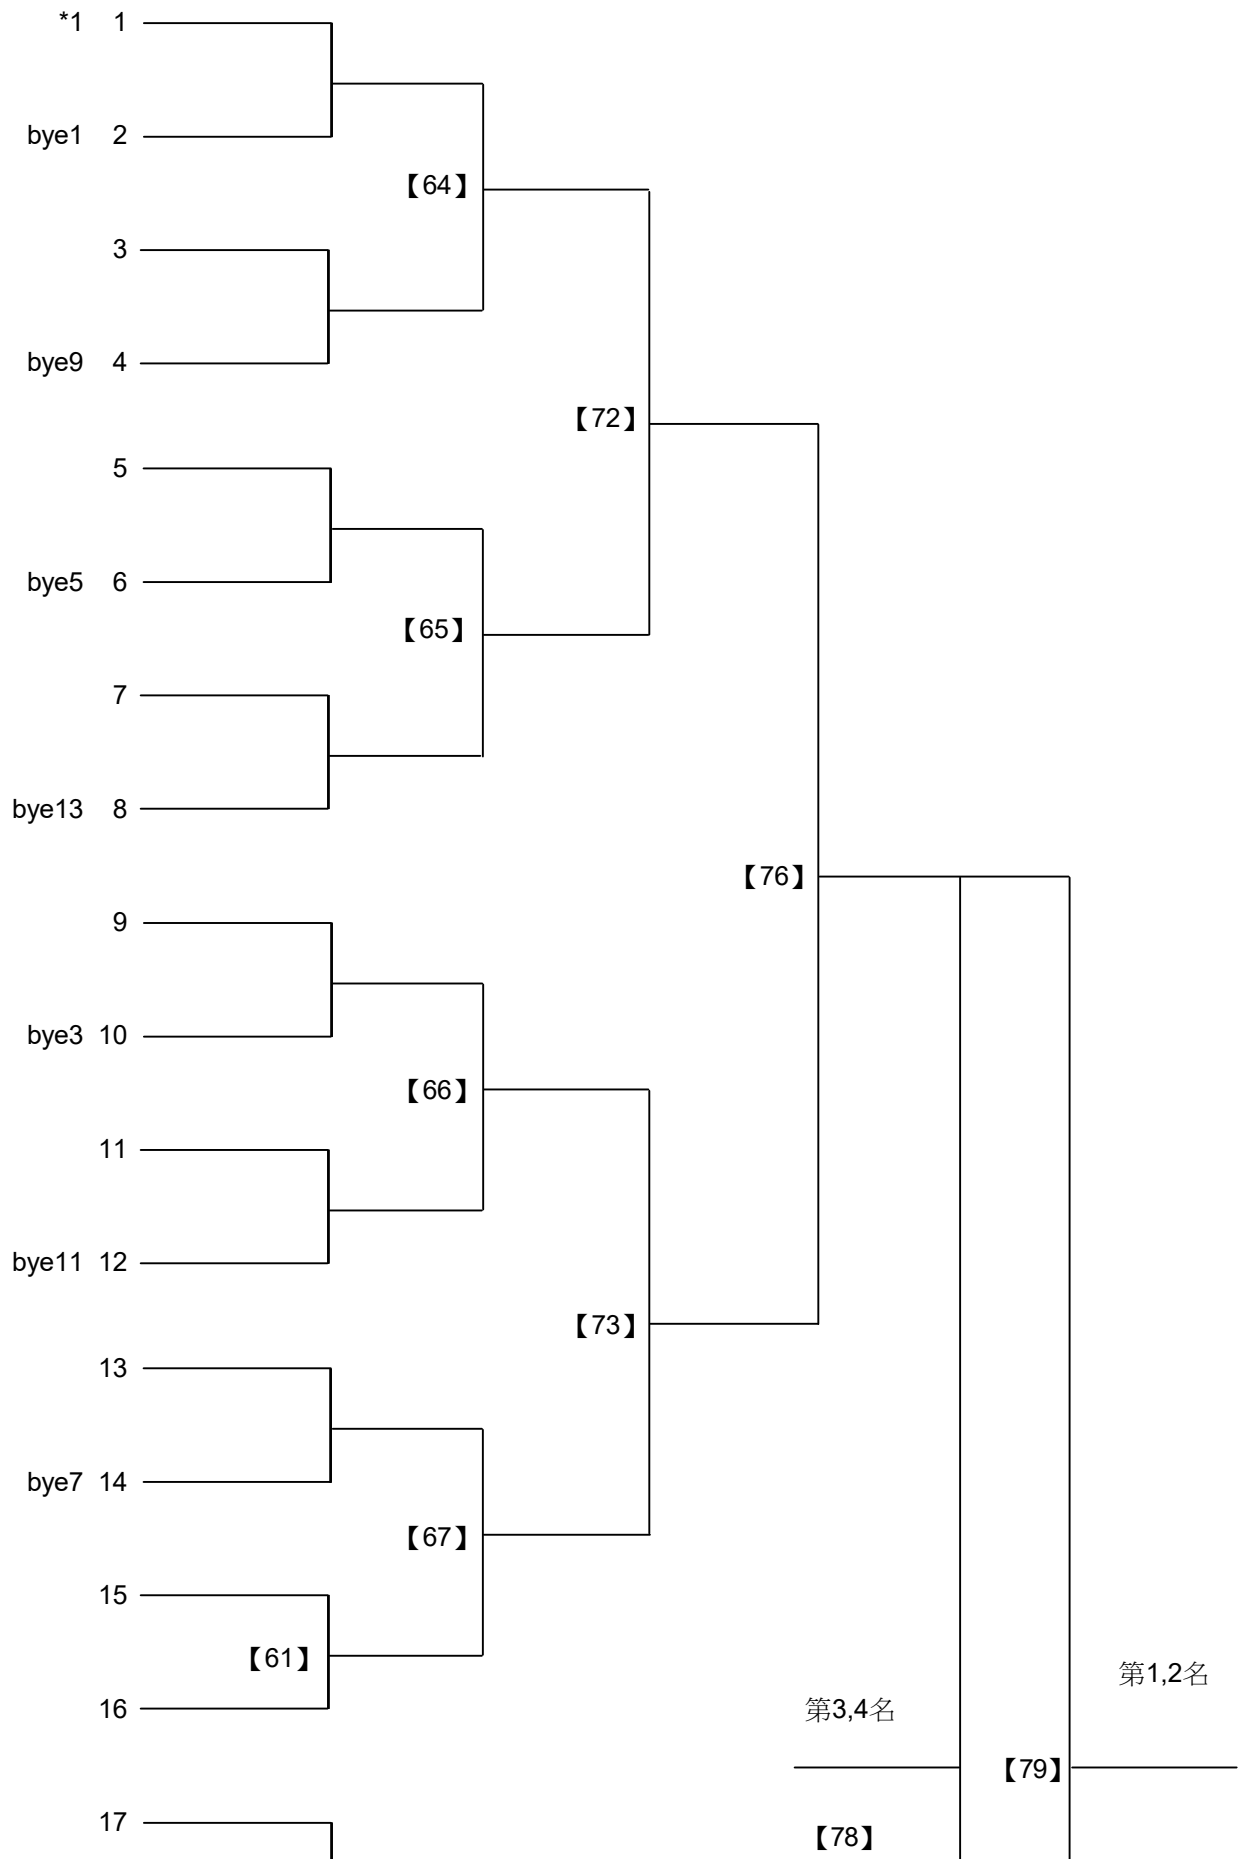 *1 1
bye1 2
【64】
3
bye9 4
【72】
5
bye5 6
【65】
7
bye13 8
【76】
9
bye3 10
【66】
11
bye11 12
【73】
13
bye7 14
【67】
15
【61】
第1,2名
16
第3,4名
【79】
17
【78】